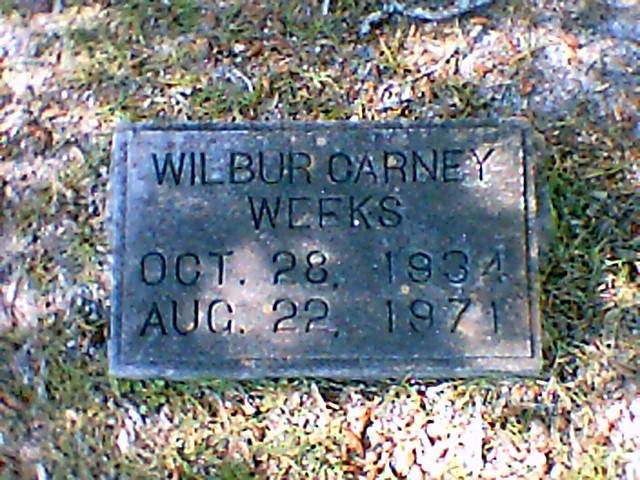 WILBUR CARNEY
WEEKS
OCT. 28, 1934
AUG. 22, 1971